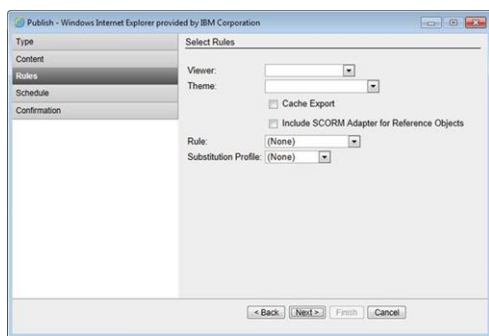 Publish - Windows Internet Explorer provided by IBM Corporation
Type
Content
Rules
Schedule
Confirmation
Select Rules
Viewer:
Theme:
Cache Export
Include SCORM Adapter for Reference Objects
Rule: (None)
Substitution Profile: (None)
< Back Next > Finish Cancel